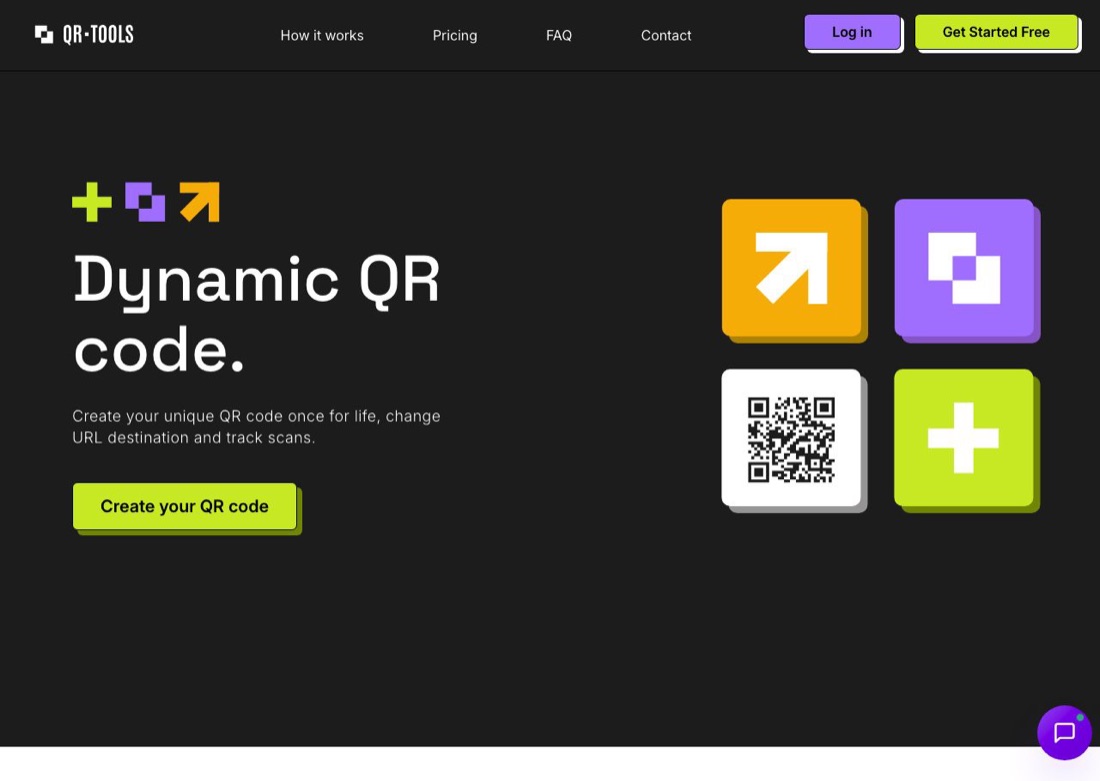 QR·TOOLS
How it works
Pricing
FAQ
Contact
Log in
Get Started Free
Dynamic QR
code.
Create your unique QR code once for life, change
URL destination and track scans.
Create your QR code